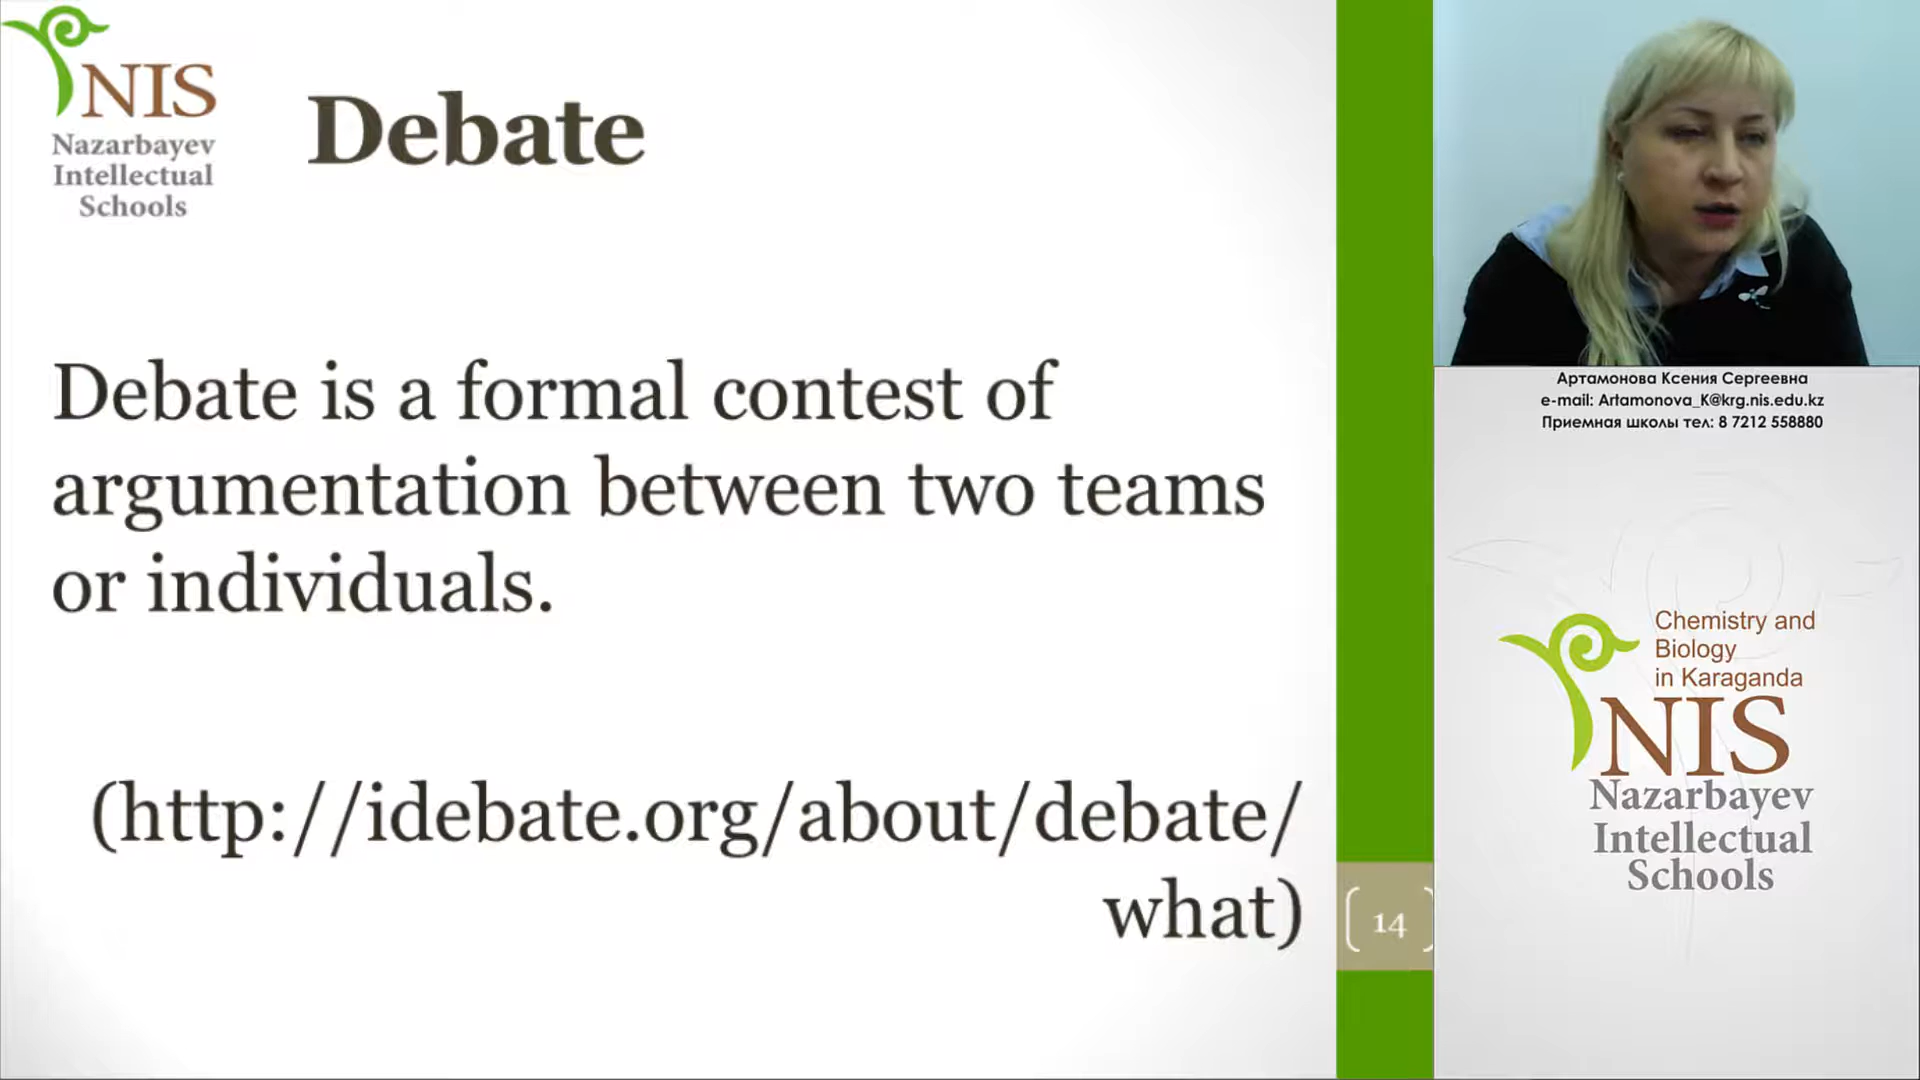 NIS
Nazarbayev
Intellectual
Schools
Debate
Debate is a formal contest of
argumentation between two teams
or individuals.
(http://idebate.org/about/debate/
what)
14
Артамонова Ксения Сергеевна
e-mail: Artamonova_K@krg.nis.edu.kz
Приемная школы тел: 8 7212 558880
Chemistry and
Biology
in Karaganda
NIS
Nazarbayev
Intellectual
Schools